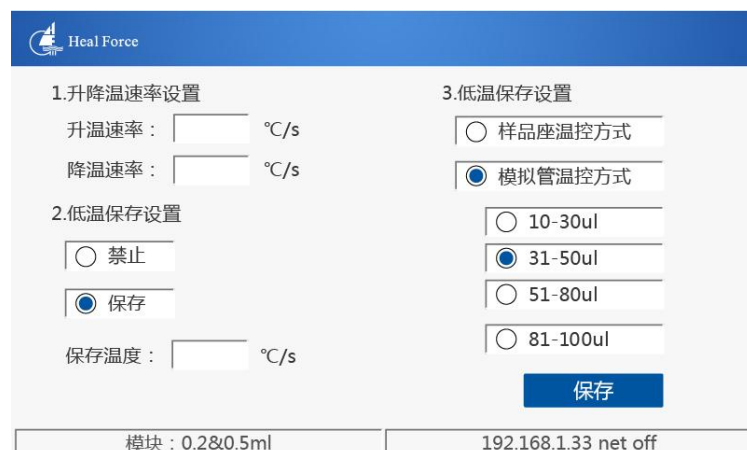 Heal Force
1.升降温速率设置
升温速率： ℃/s
降温速率： ℃/s
2.低温保存设置
禁止
保存
保存温度： ℃/s
3.低温保存设置
样品座温控方式
模拟管温控方式
10-30ul
31-50ul
51-80ul
81-100ul
保存
模块：0.2&0.5ml
192.168.1.33 net off